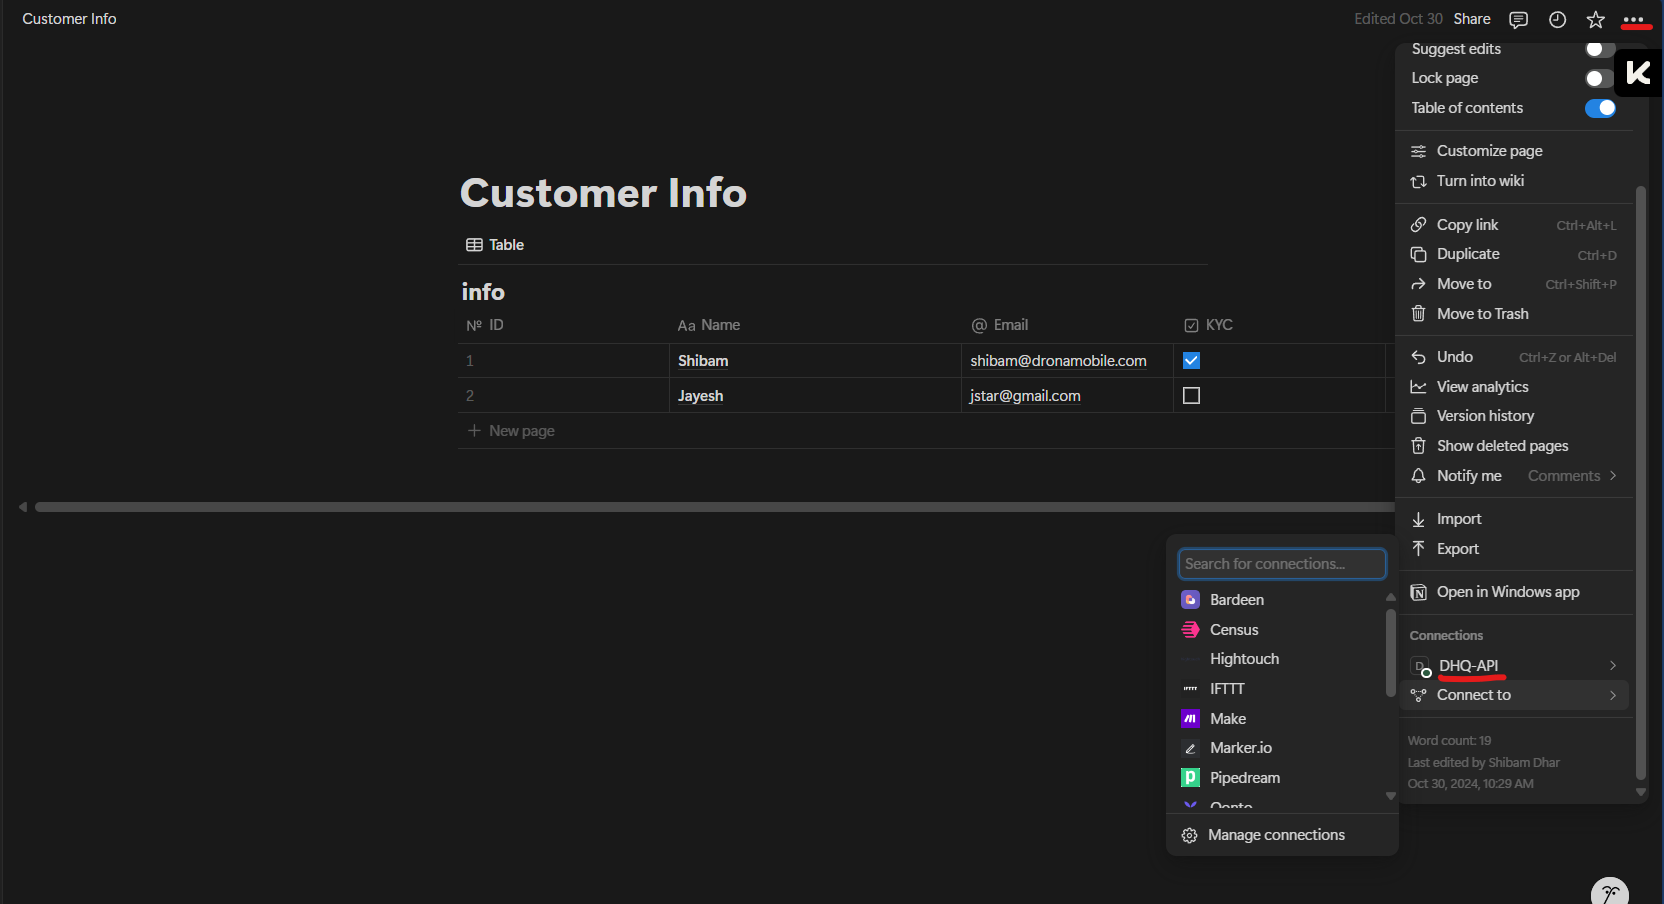 Customer Info
Edited Oct 30 Share
Suggest edits
Lock page
Table of contents
Customize page
Turn into wiki
Copy link Ctrl+Alt+L
Duplicate Ctrl+D
Move to Ctrl+Shift+P
Move to Trash
Undo Ctrl+Z or Alt+Del
View analytics
Version history
Show deleted pages
Notify me Comments
Import
Export
Open in Windows app
Connections
D DHQ-API
Connect to
Word count: 19
Last edited by Shibam Dhar
Oct 30, 2024, 10:29 AM
Customer Info
Table
info
Nº ID Aa Name @ Email KYC
1 Shibam shibam@dronamobile.com
2 Jayesh jstar@gmail.com
+ New page
Search for connections...
Bardeen
Census
Hightouch
IFTTT IFTTT
Make
Marker.io
Pipedream
Qonto
Manage connections